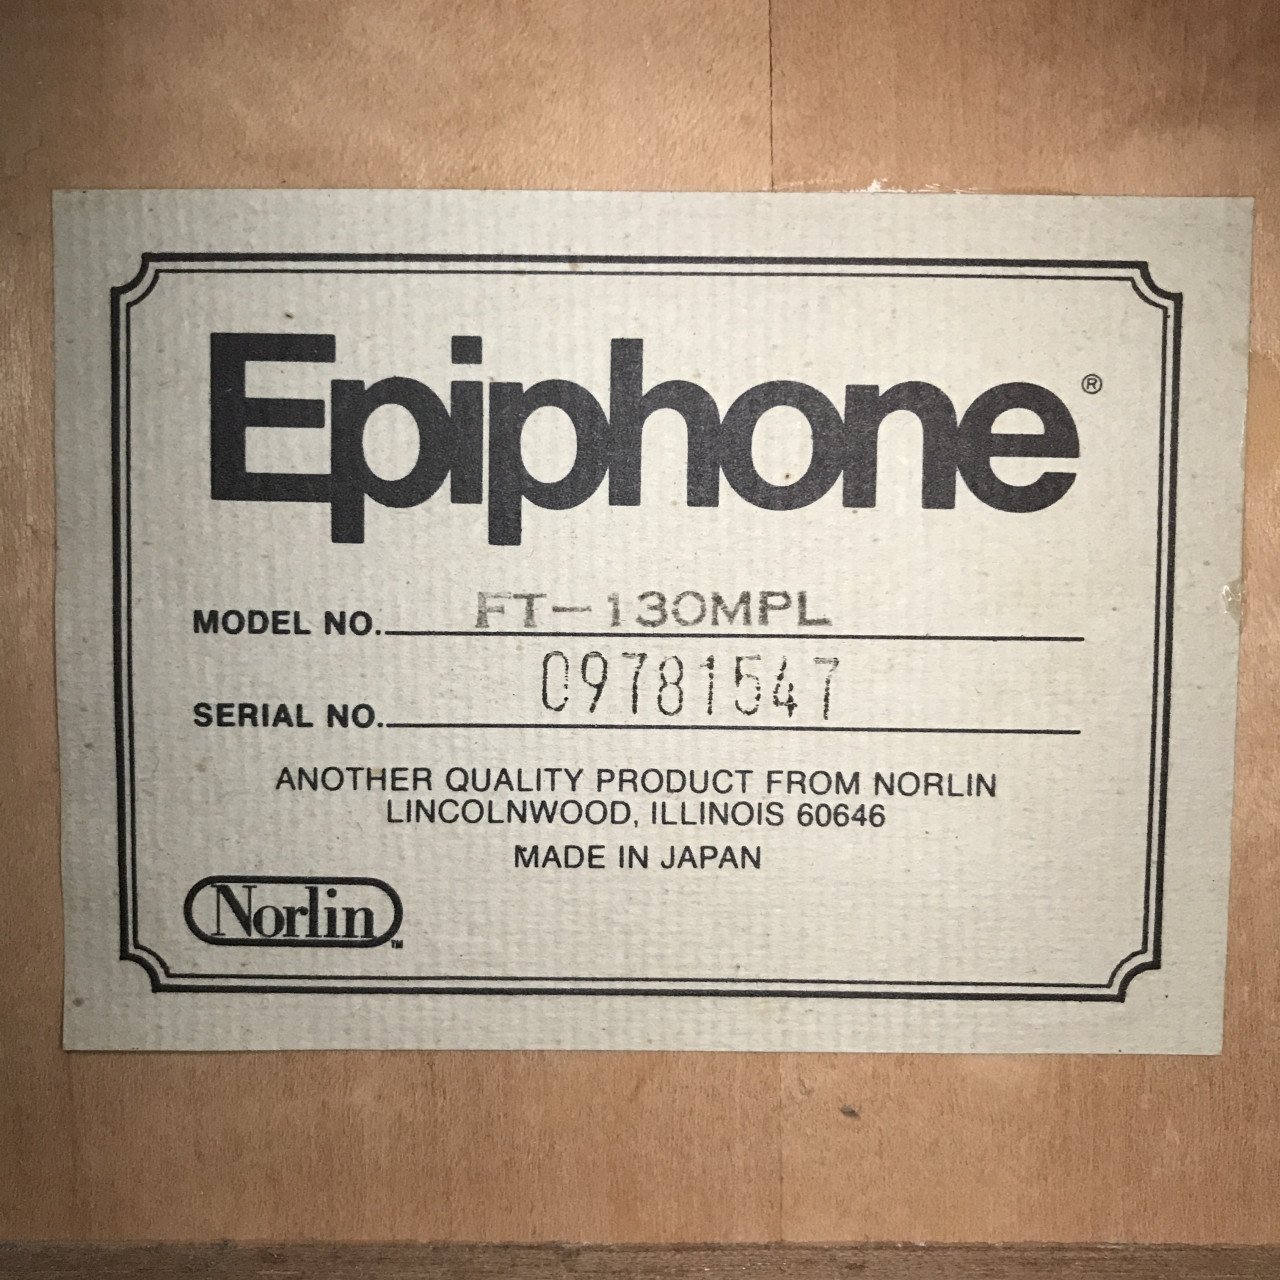 Epiphone®
MODEL NO. FT-130MPL
SERIAL NO. 09781547
ANOTHER QUALITY PRODUCT FROM NORLIN
LINCOLNWOOD, ILLINOIS 60646
MADE IN JAPAN
Norlin™